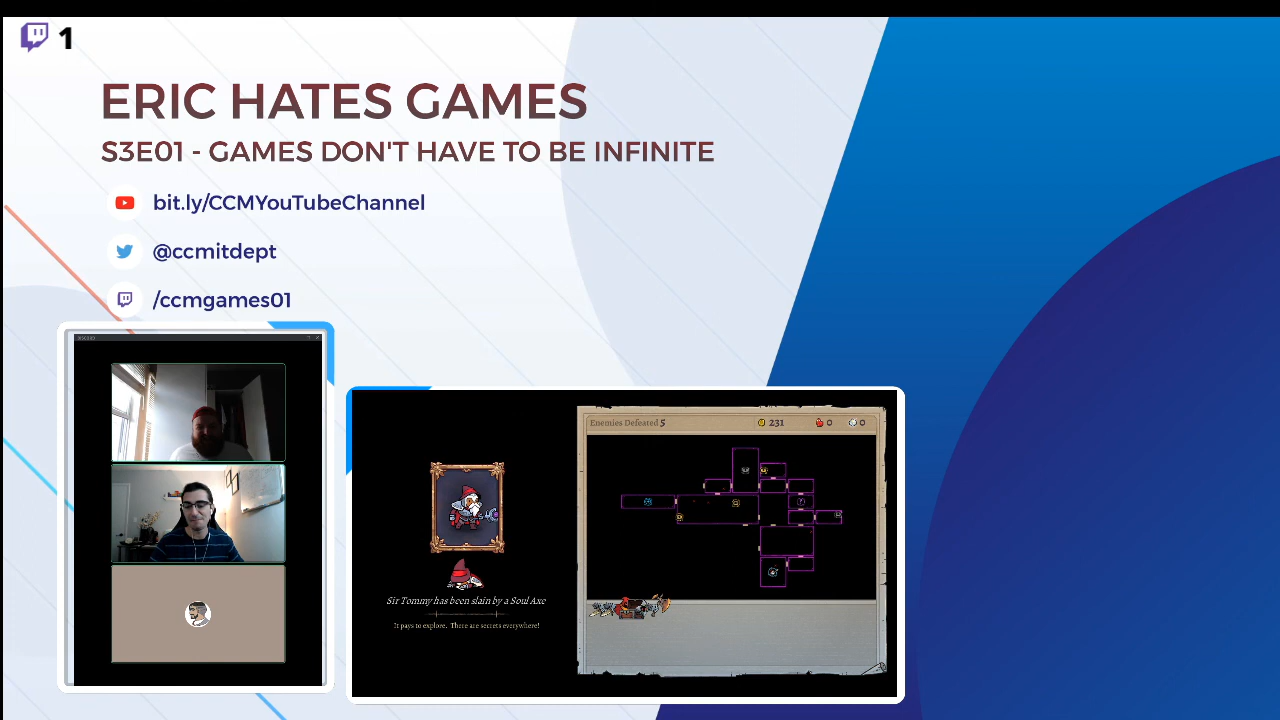 1
ERIC HATES GAMES
S3E01 - GAMES DON'T HAVE TO BE INFINITE
bit.ly/CCMYouTubeChannel
@ccmitdept
/ccmgames01
Enemies Defeated 5
231
0
0
Sir Tommy has been slain by a Soul Axe
It pays to explore. There are secrets everywhere!